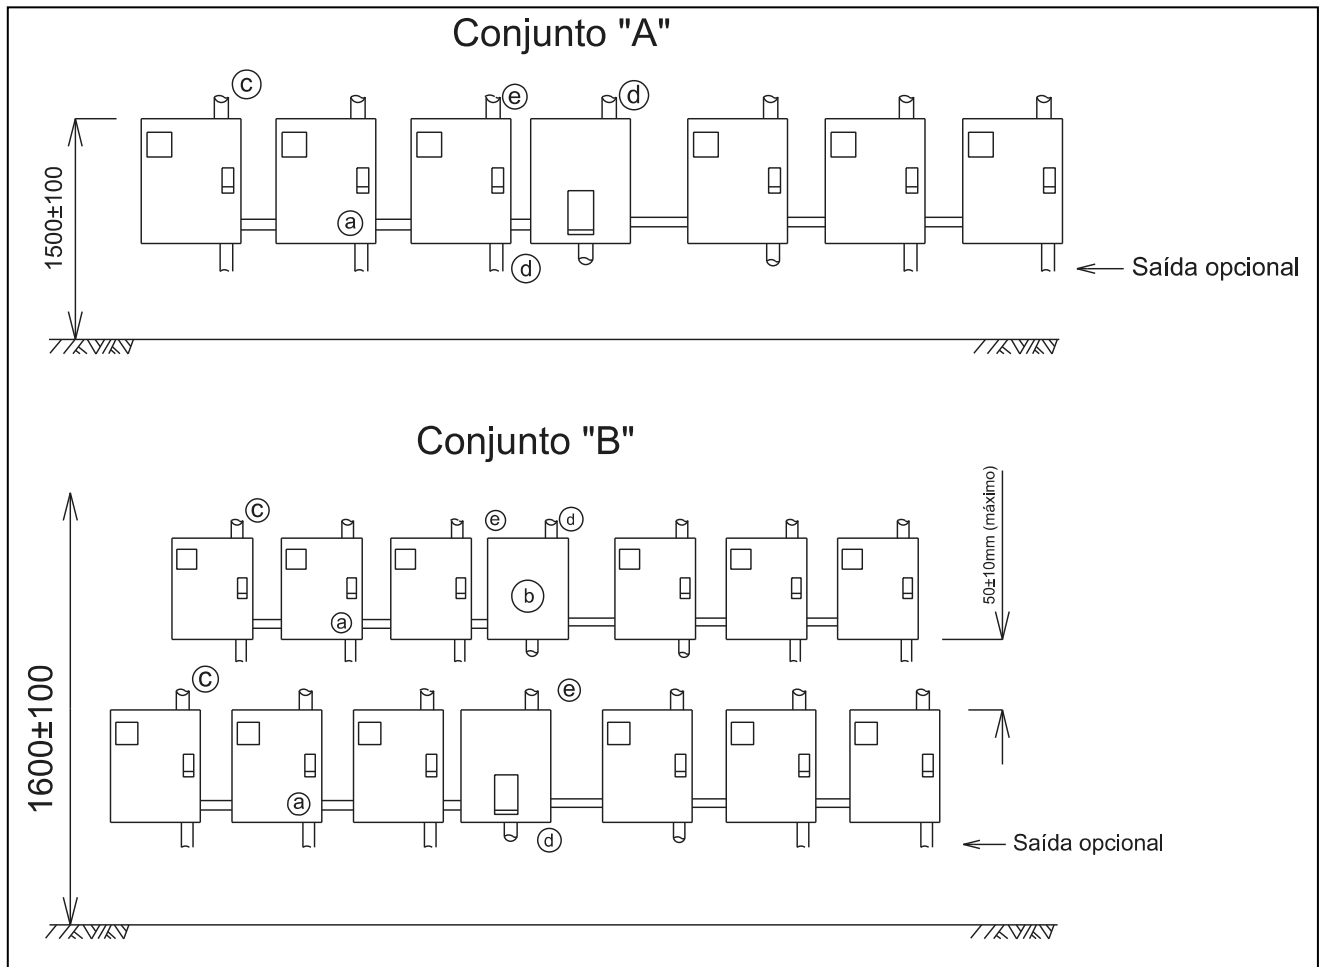 Conjunto "A"
c
e
d
1500±100
a
d
Saída opcional
Conjunto "B"
50±10mm (máximo)
c
e
d
b
a
1600±100
c
e
a
d
Saída opcional